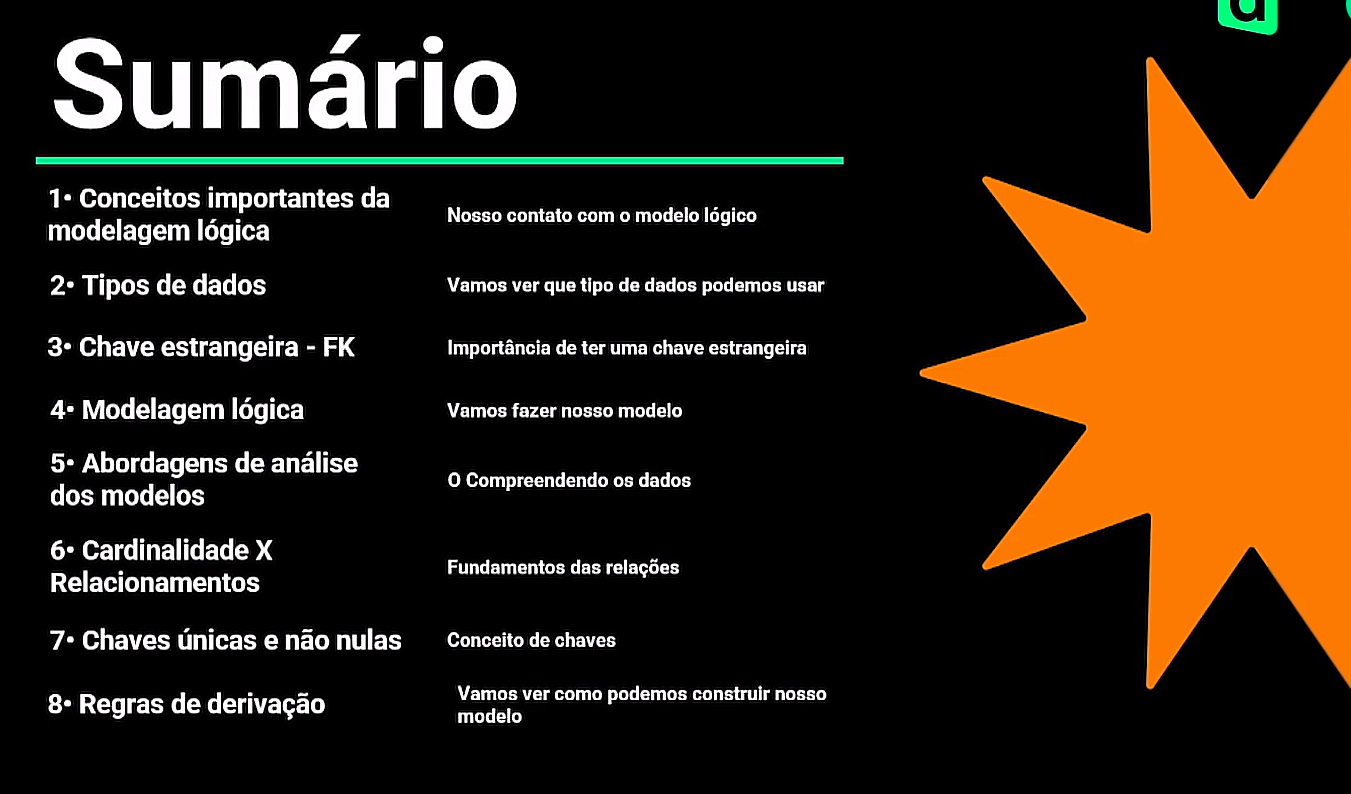 Sumário
1• Conceitos importantes da
modelagem lógica
Nosso contato com o modelo lógico
2• Tipos de dados
Vamos ver que tipo de dados podemos usar
3• Chave estrangeira - FK
Importância de ter uma chave estrangeira
4• Modelagem lógica
Vamos fazer nosso modelo
5• Abordagens de análise
dos modelos
O Compreendendo os dados
6• Cardinalidade X
Relacionamentos
Fundamentos das relações
7• Chaves únicas e não nulas
Conceito de chaves
8• Regras de derivação
Vamos ver como podemos construir nosso
modelo